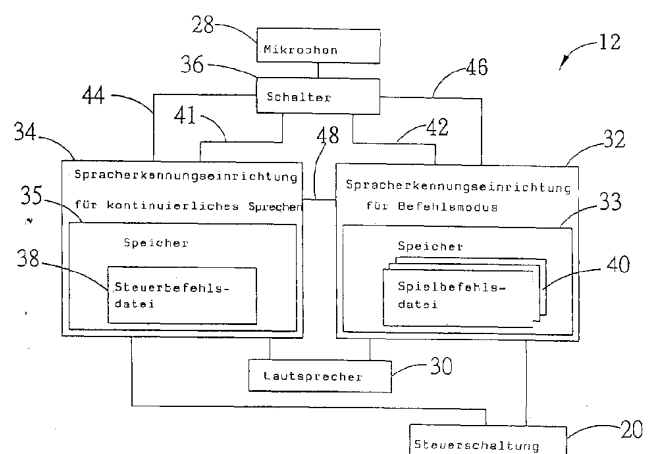 28
Mikrophon
12
36
Schalter
46
44
41
42
34
32
48
Spracherkennungseinrichtung
für kontinuierliches Sprechen
Spracherkennungseinrichtung
für Befehlsmodus
35
33
Speicher
Speicher
38
40
Steuerbefehls-
datei
Spielbefehls-
datei
Lautsprecher
30
20
Steuerschaltung